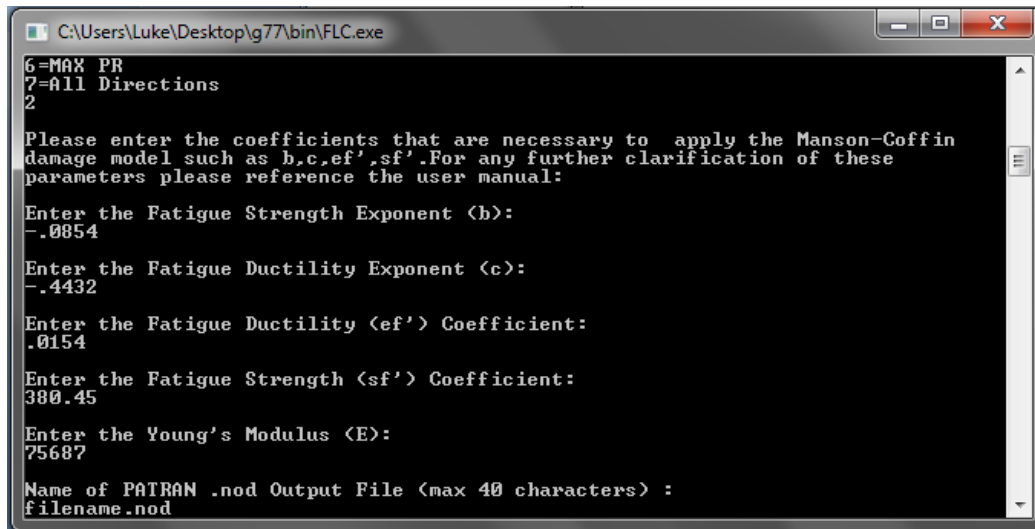 C:\Users\Luke\Desktop\g77\bin\FLC.exe
6=MAX PR
7=All Directions
2
Please enter the coefficients that are necessary to  apply the Manson-Coffin
damage model such as b,c,ef',sf'.For any further clarification of these
parameters please reference the user manual:
Enter the Fatigue Strength Exponent (b):
-.0854
Enter the Fatigue Ductility Exponent (c):
-.4432
Enter the Fatigue Ductility (ef') Coefficient:
.0154
Enter the Fatigue Strength (sf') Coefficient:
380.45
Enter the Young's Modulus (E):
75687
Name of PATRAN .nod Output File (max 40 characters) :
filename.nod